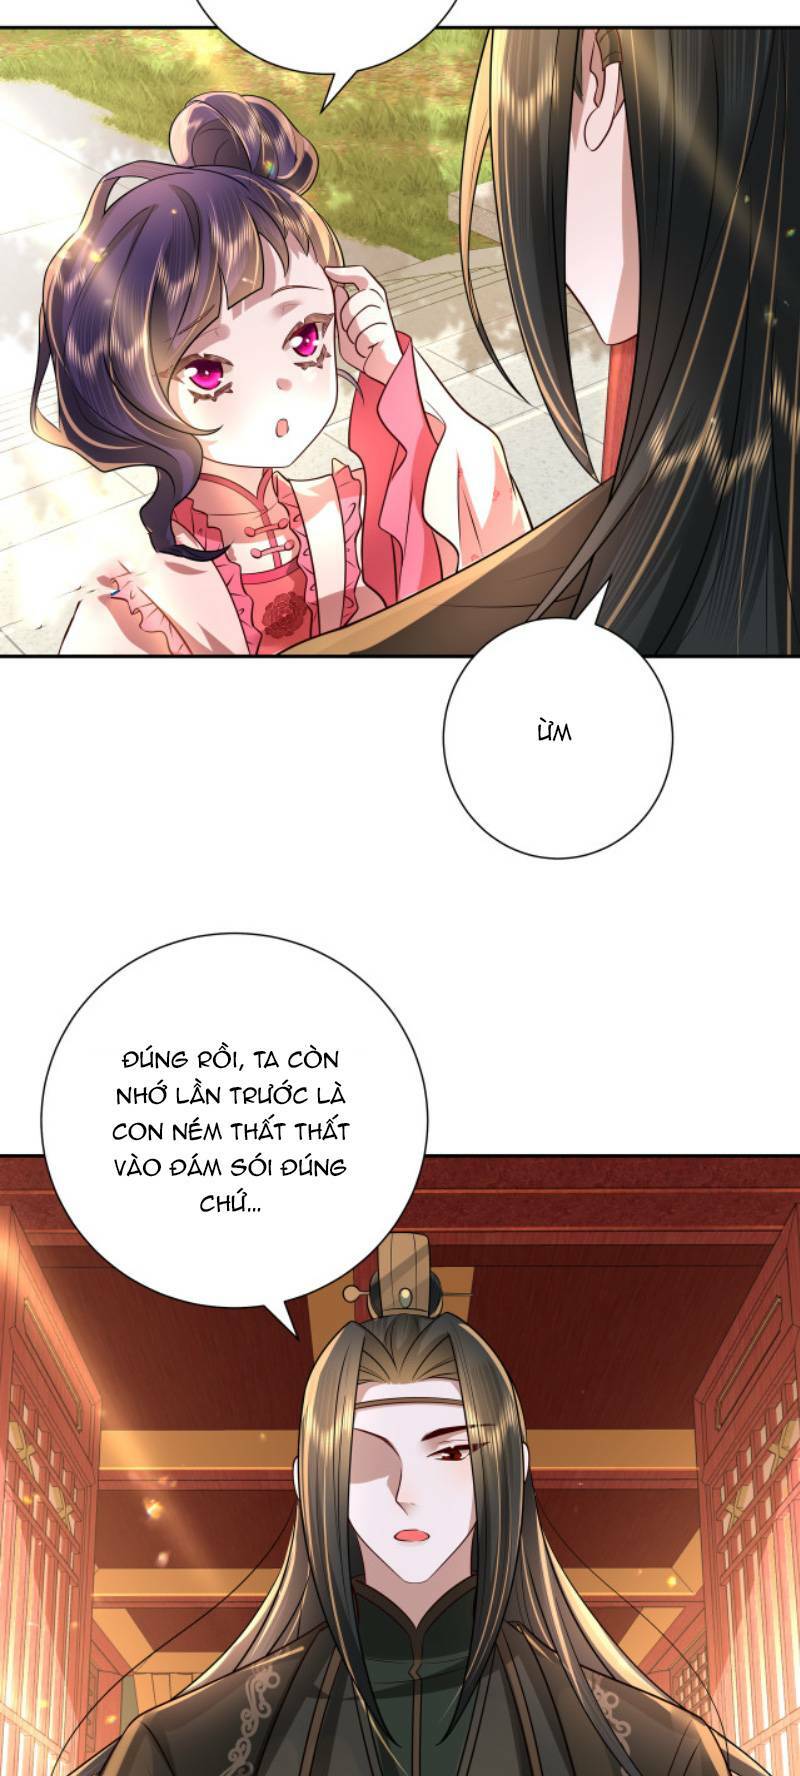 ỪM
ĐÚNG RỒI, TA CÒN
NHỚ LẦN TRƯỚC LÀ
CON NÉM THẤT THẤT
VÀO ĐÁM SÓI ĐÚNG
CHỨ...